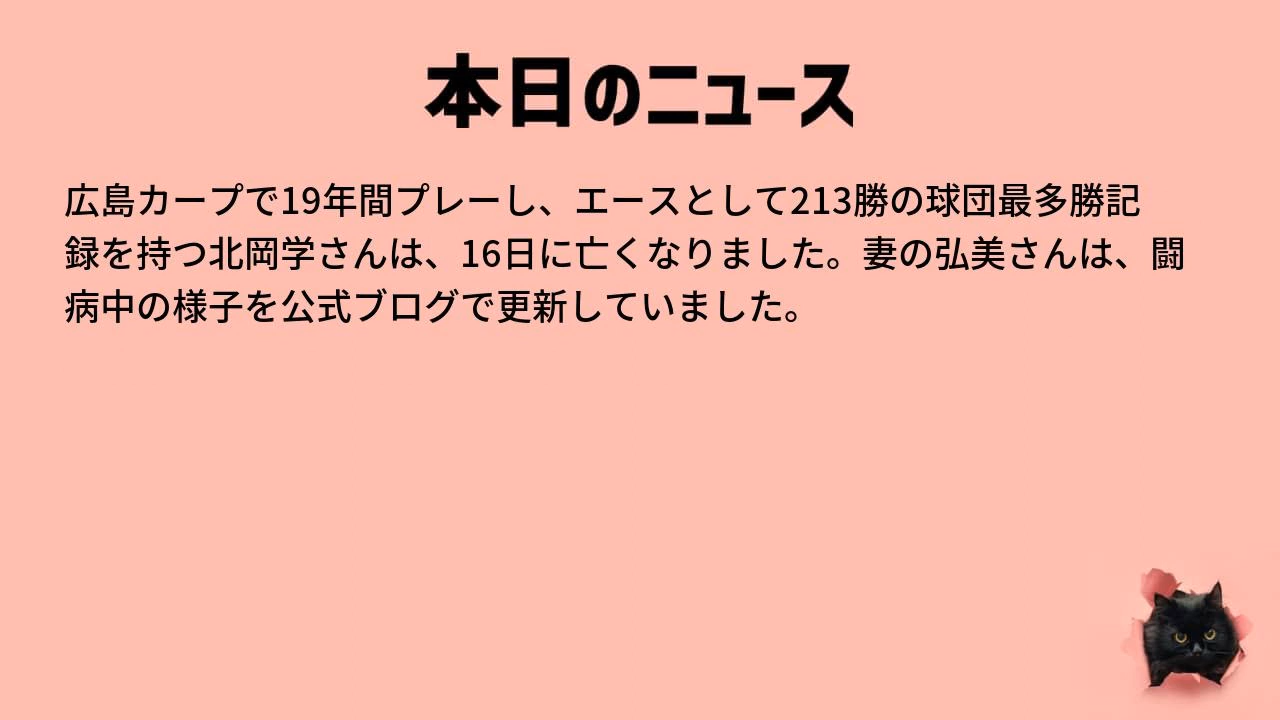 本日のニュース
広島カープで19年間プレーし、エースとして213勝の球団最多勝記
録を持つ北岡学さんは、16日に亡くなりました。妻の弘美さんは、闘
病中の様子を公式ブログで更新していました。